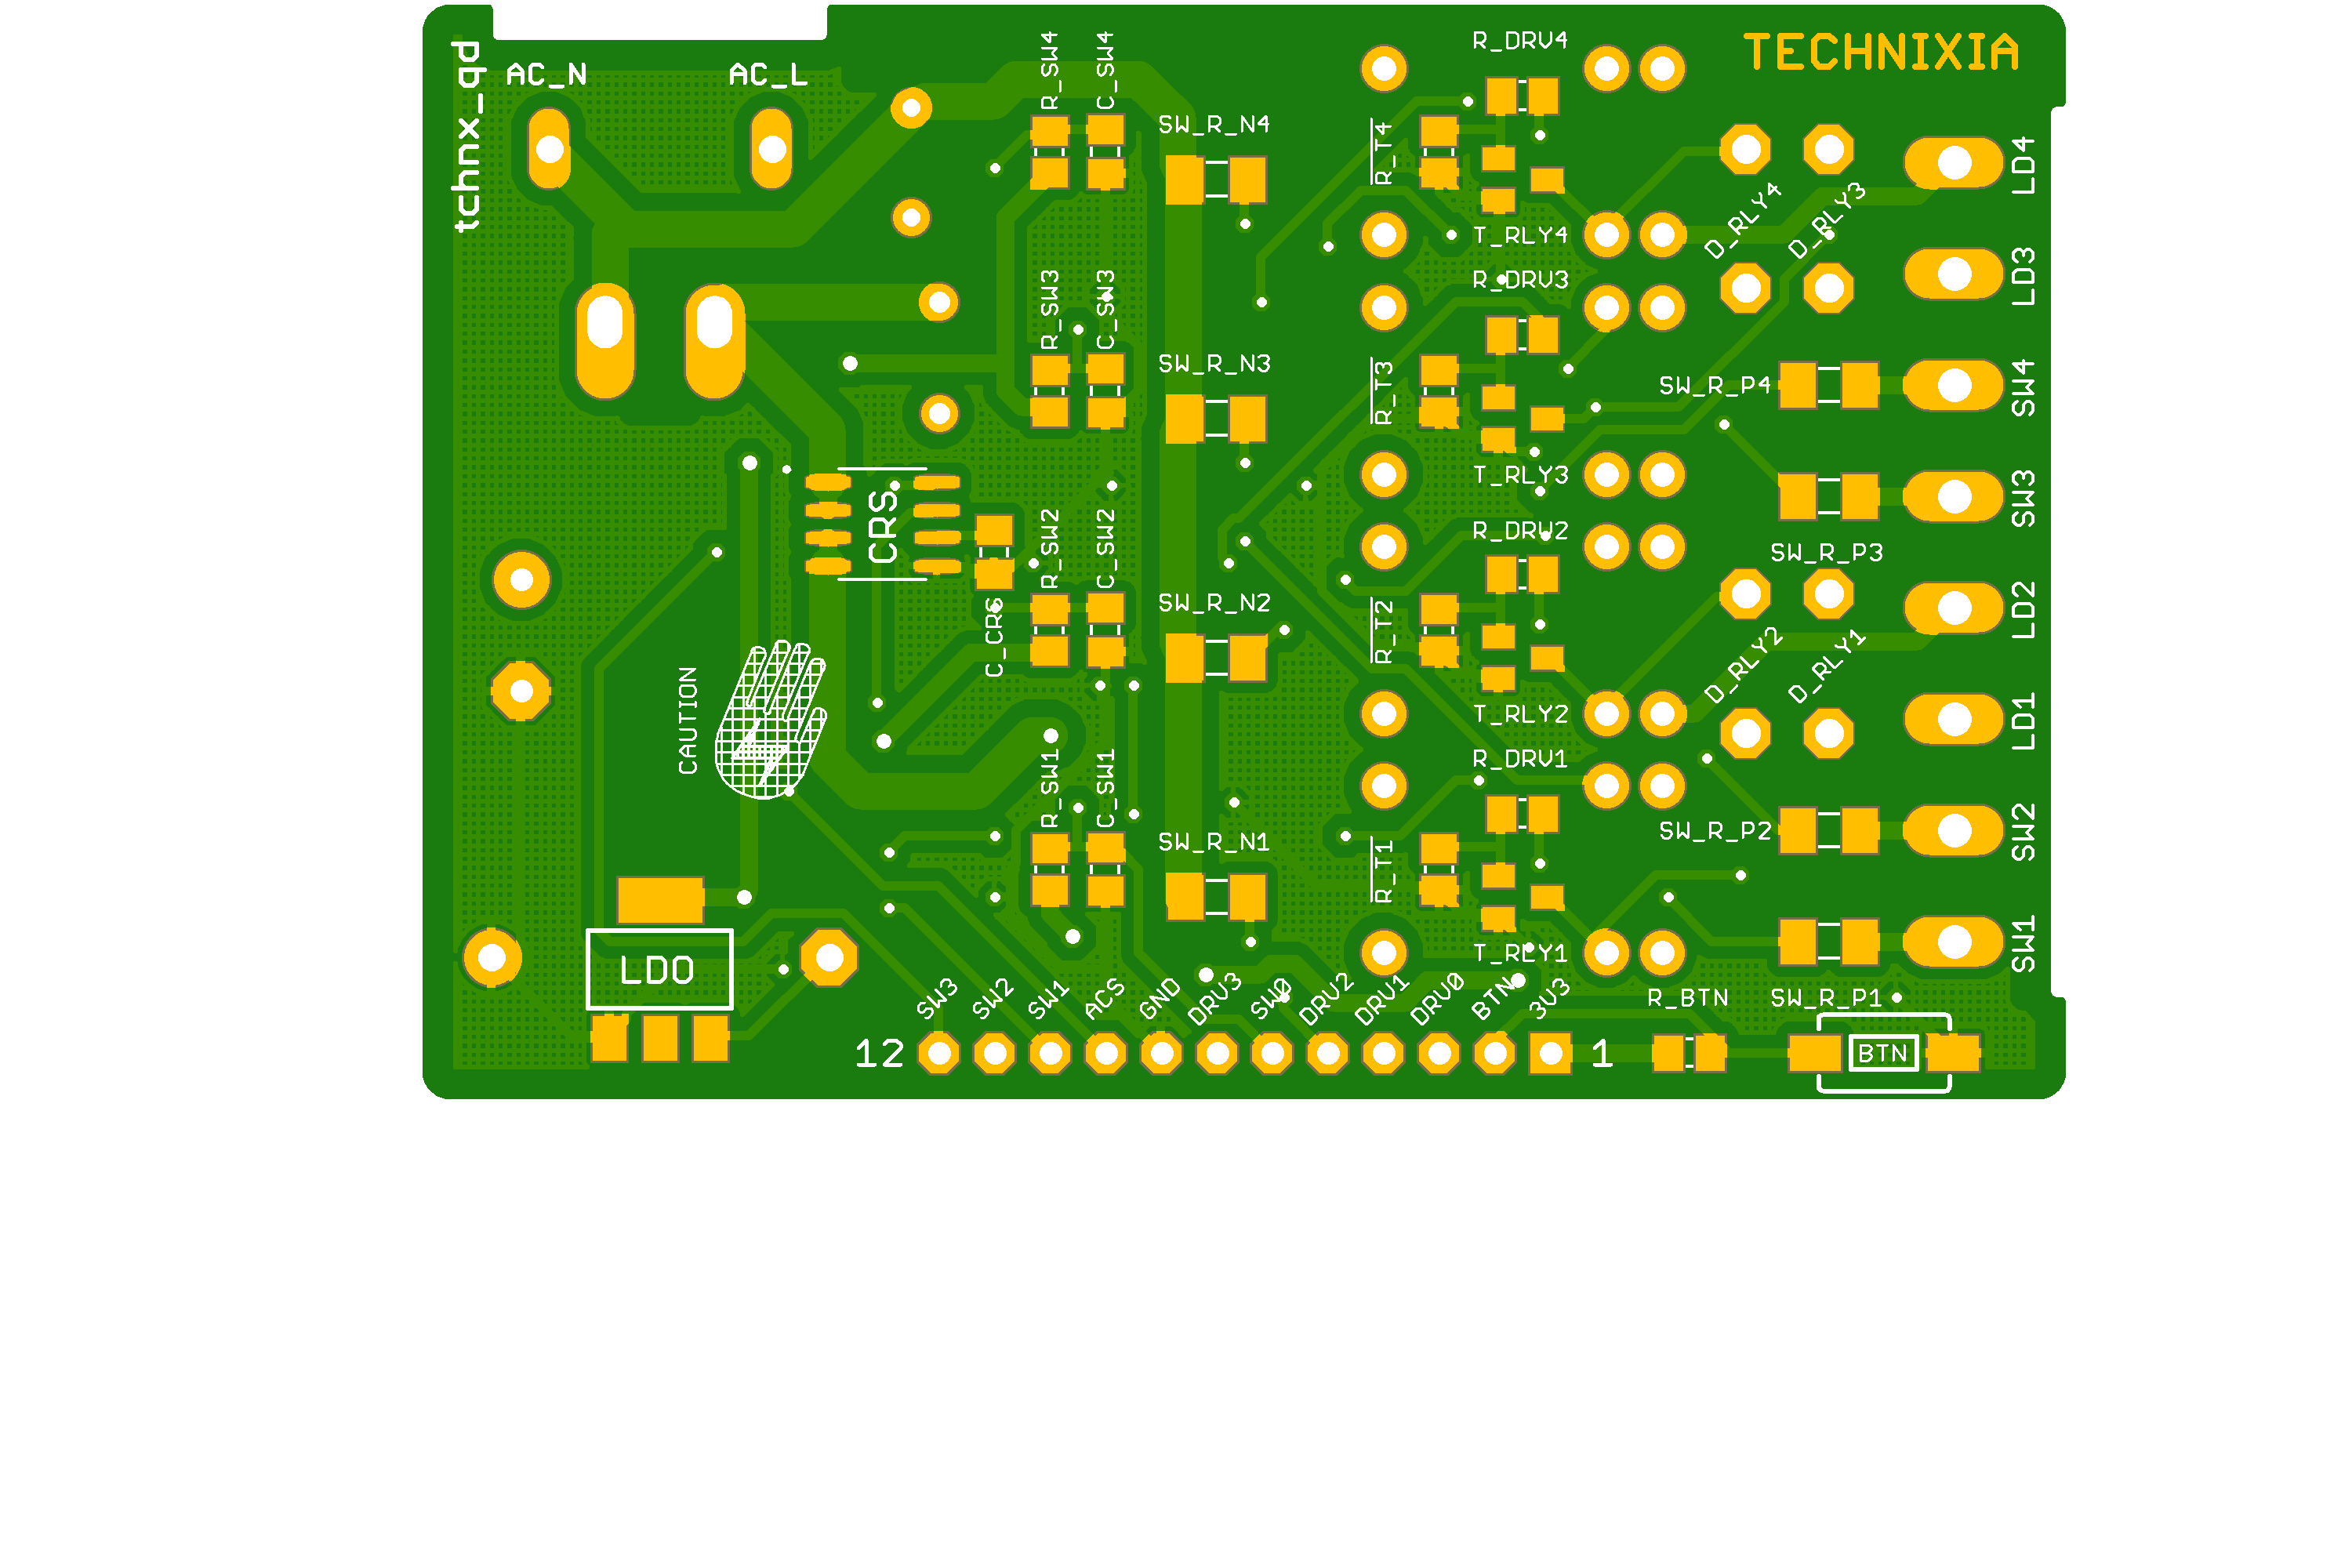 TECHNIXIA
technx_qd
AC_N
AC_L
R_SW4
C_SW4
SW_R_N4
R_DRV4
R_T4
T_RLY4
D_RLY4
D_RLY3
LD4
LD3
R_SW3
C_SW3
SW_R_N3
R_DRV3
R_T3
T_RLY3
SW_R_P4
SW4
SW3
CRS
C_CRS
R_SW2
C_SW2
SW_R_N2
R_DRV2
R_T2
T_RLY2
SW_R_P3
D_RLY2
D_RLY1
LD2
LD1
CAUTION
R_SW1
C_SW1
SW_R_N1
R_DRV1
R_T1
T_RLY1
SW_R_P2
SW2
SW1
LDO
SW3
SW2
SW1
ACS
GND
DRV3
SW0
DRV2
DRV1
DRV0
BTN
3V3
R_BTN
SW_R_P1
12
1
BTN